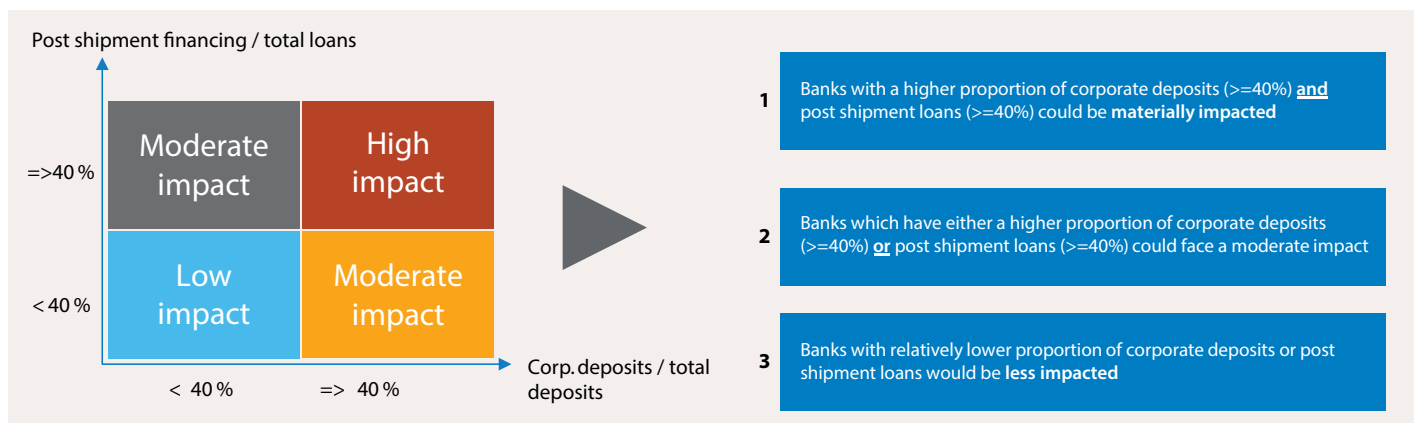 Post shipment financing / total loans
=>40 %
< 40 %
Moderate
impact
High
impact
Low
impact
Moderate
impact
< 40 %
=> 40 %
Corp. deposits / total
deposits
1
Banks with a higher proportion of corporate deposits (>=40%) and
post shipment loans (>=40%) could be materially impacted
2
Banks which have either a higher proportion of corporate deposits
(>=40%) or post shipment loans (>=40%) could face a moderate impact
3
Banks with relatively lower proportion of corporate deposits or post
shipment loans would be less impacted